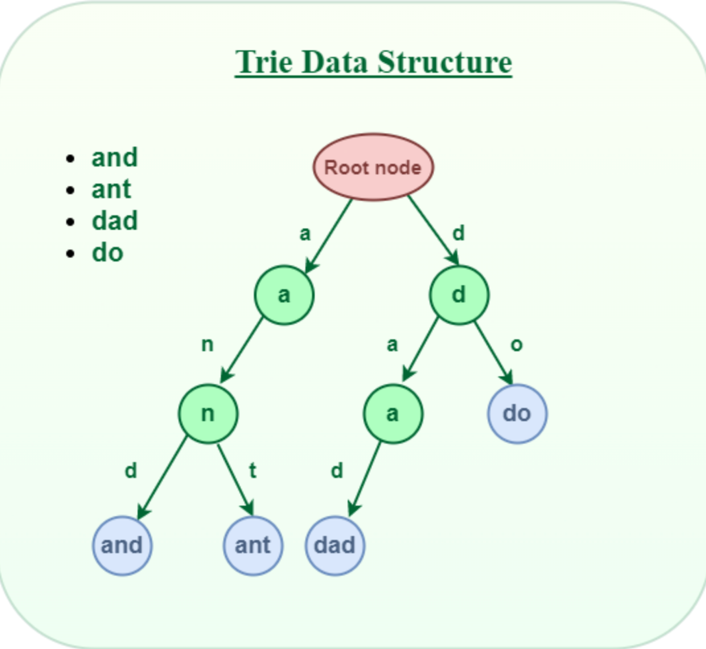 Trie Data Structure
• and
• ant
• dad
• do
Root node
a d
a d
n a o
n a do
d t d
and ant dad